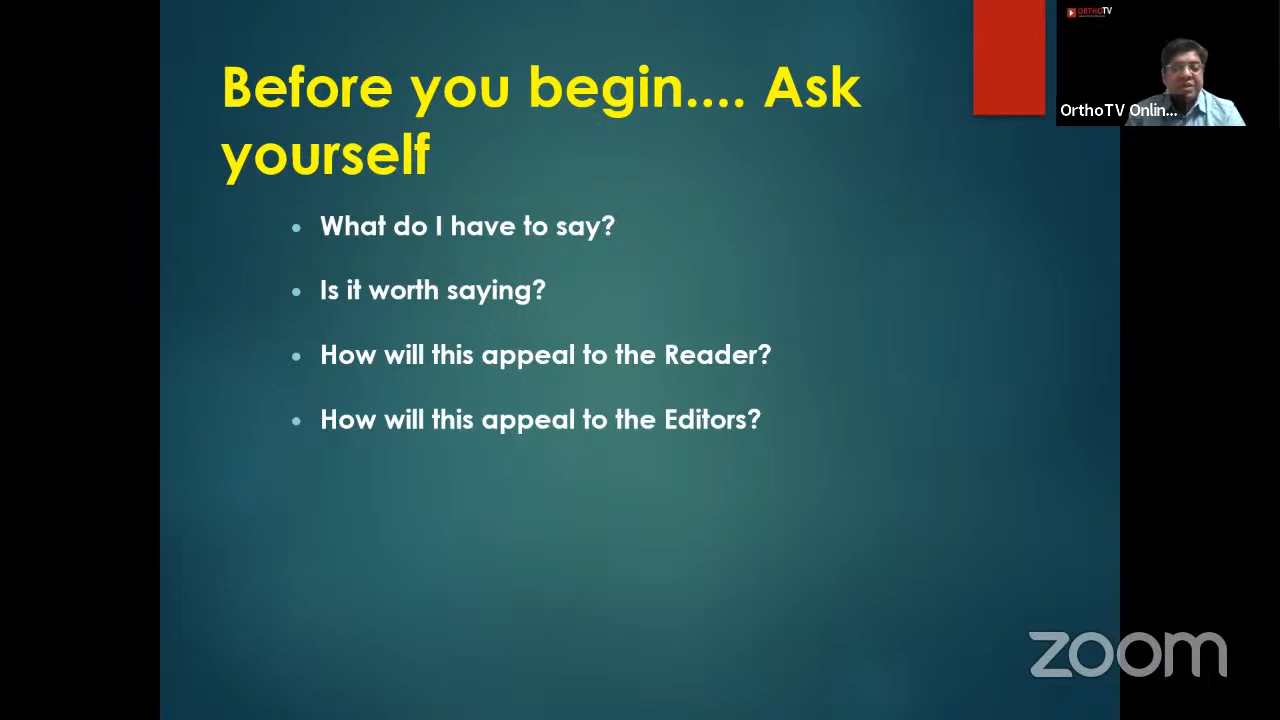 Before you begin.... Ask
yourself
What do I have to say?
Is it worth saying?
How will this appeal to the Reader?
How will this appeal to the Editors?
ORTHOTV
OrthoTV Onlin...
zoom